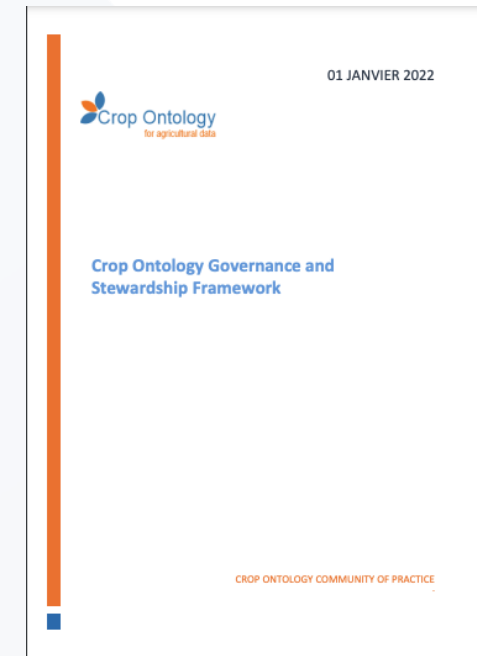 01 JANVIER 2022
Crop Ontology
for agricultural data
Crop Ontology Governance and
Stewardship Framework
CROP ONTOLOGY COMMUNITY OF PRACTICE
.